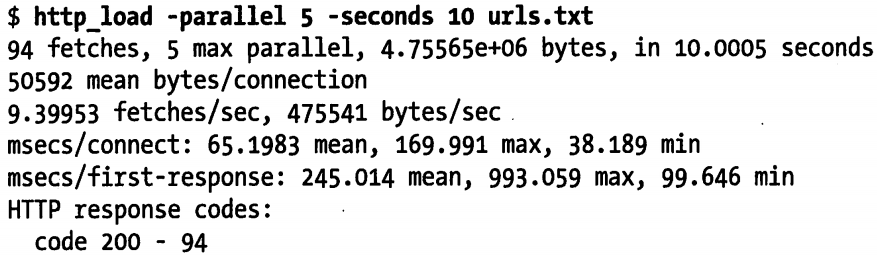 $ http_load -parallel 5 -seconds 10 urls.txt
94 fetches, 5 max parallel, 4.75565e+06 bytes, in 10.0005 seconds
50592 mean bytes/connection
9.39953 fetches/sec, 475541 bytes/sec
msecs/connect: 65.1983 mean, 169.991 max, 38.189 min
msecs/first-response: 245.014 mean, 993.059 max, 99.646 min
HTTP response codes:
  code 200 - 94